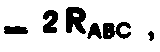 – 2 R_ABC ,